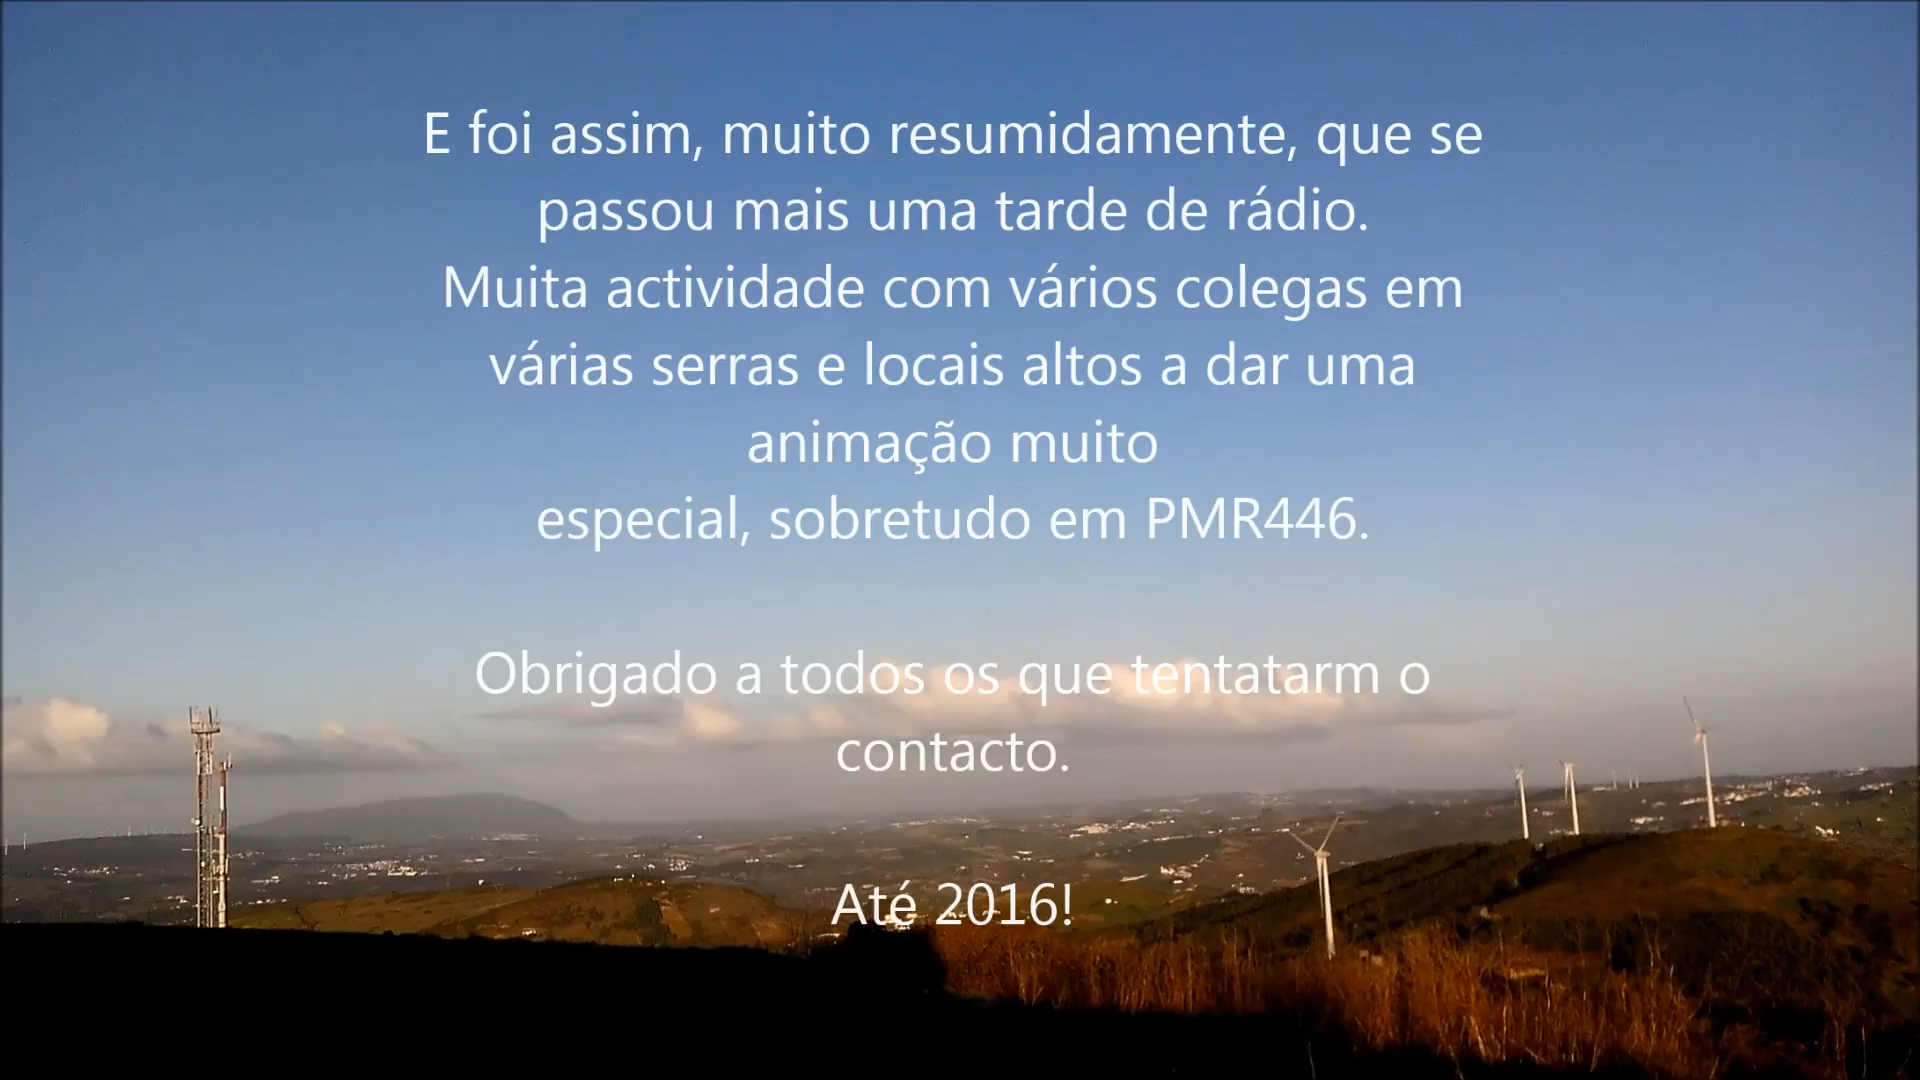 E foi assim, muito resumidamente, que se
passou mais uma tarde de rádio.
Muita actividade com vários colegas em
várias serras e locais altos a dar uma
animação muito
especial, sobretudo em PMR446.
Obrigado a todos os que tentatarm o
contacto.
Até 2016!